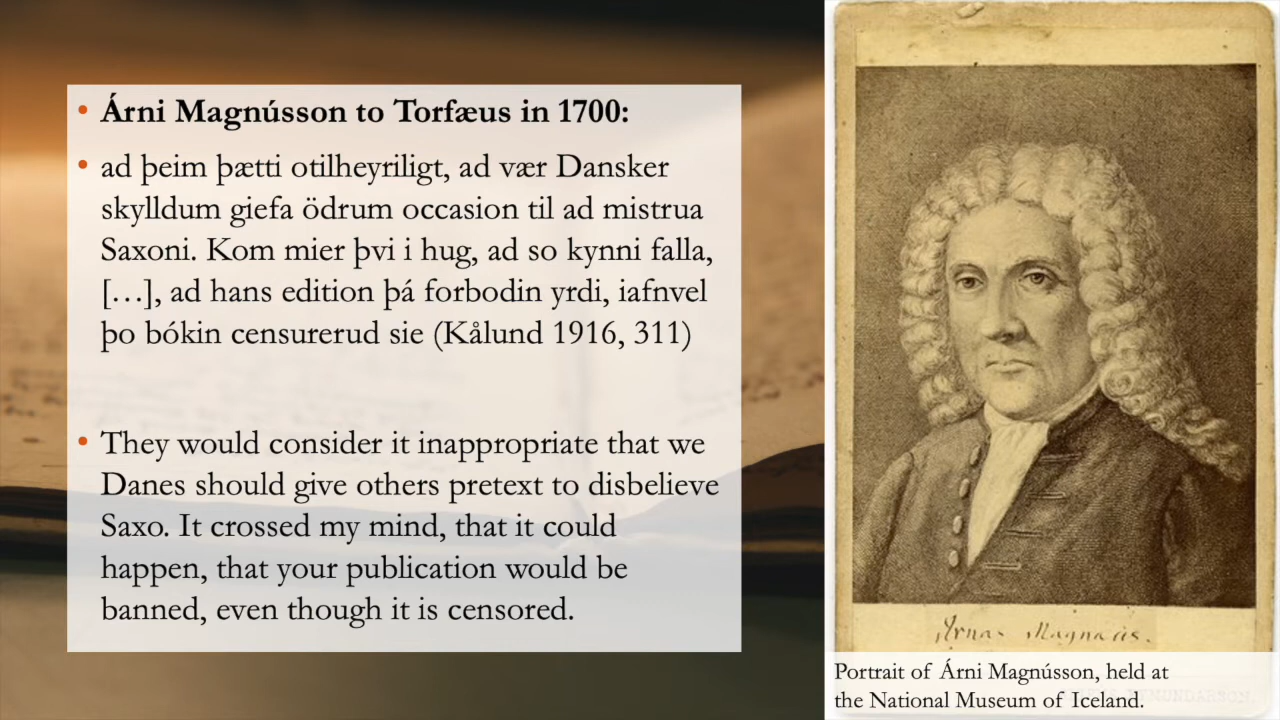 • Árni Magnússon to Torfæus in 1700:
• ad þeim þætti otilheyriligt, ad vær Dansker
skylldum giefa ödrum occasion til ad mistrua
Saxoni. Kom mier þvi i hug, ad so kynni falla,
[…], ad hans edition þá forbodin yrdi, iafnvel
þo bókin censurerud sie (Kålund 1916, 311)
• They would consider it inappropriate that we
Danes should give others pretext to disbelieve
Saxo. It crossed my mind, that it could
happen, that your publication would be
banned, even though it is censored.
Arnas Magnæus.
Portrait of Árni Magnússon, held at
the National Museum of Iceland.